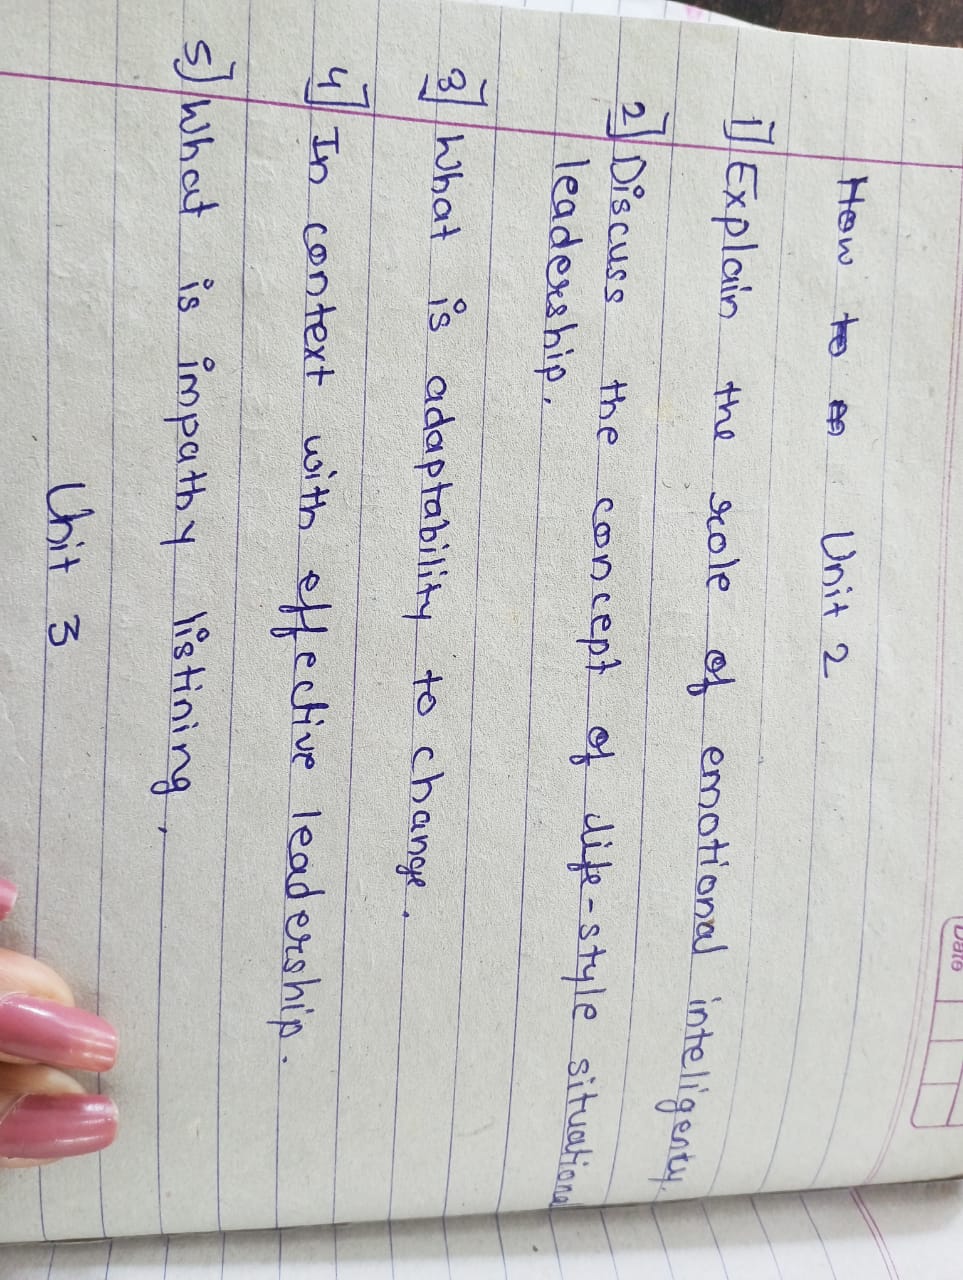 Date
How to m Unit 2
1] Explain the role of emotional inteligenty.
2] Discuss the concept of life-style situational
leadership.
3] What is adaptability to change.
4] In context with effective leadership.
5] What is impathy listining,
Unit 3